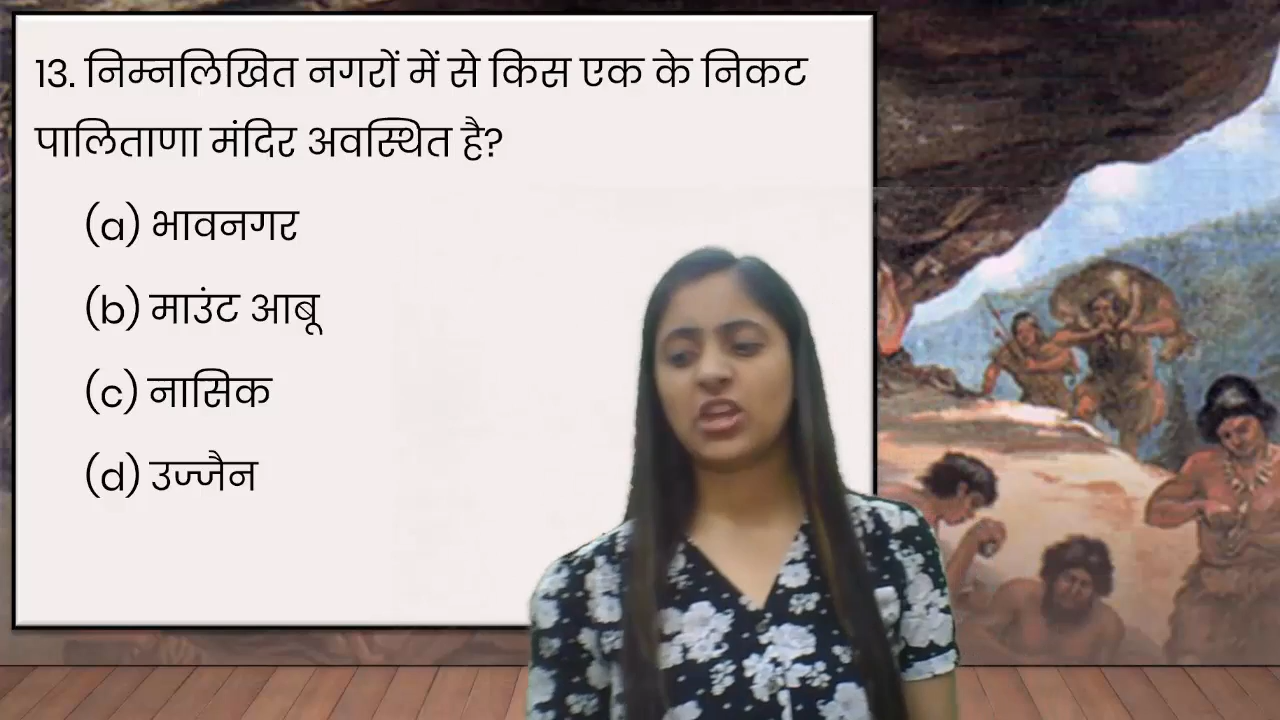 13. निम्नलिखित नगरों में से किस एक के निकट
पालिताणा मंदिर अवस्थित है?
(a) भावनगर
(b) माउंट आबू
(c) नासिक
(d) उज्जैन